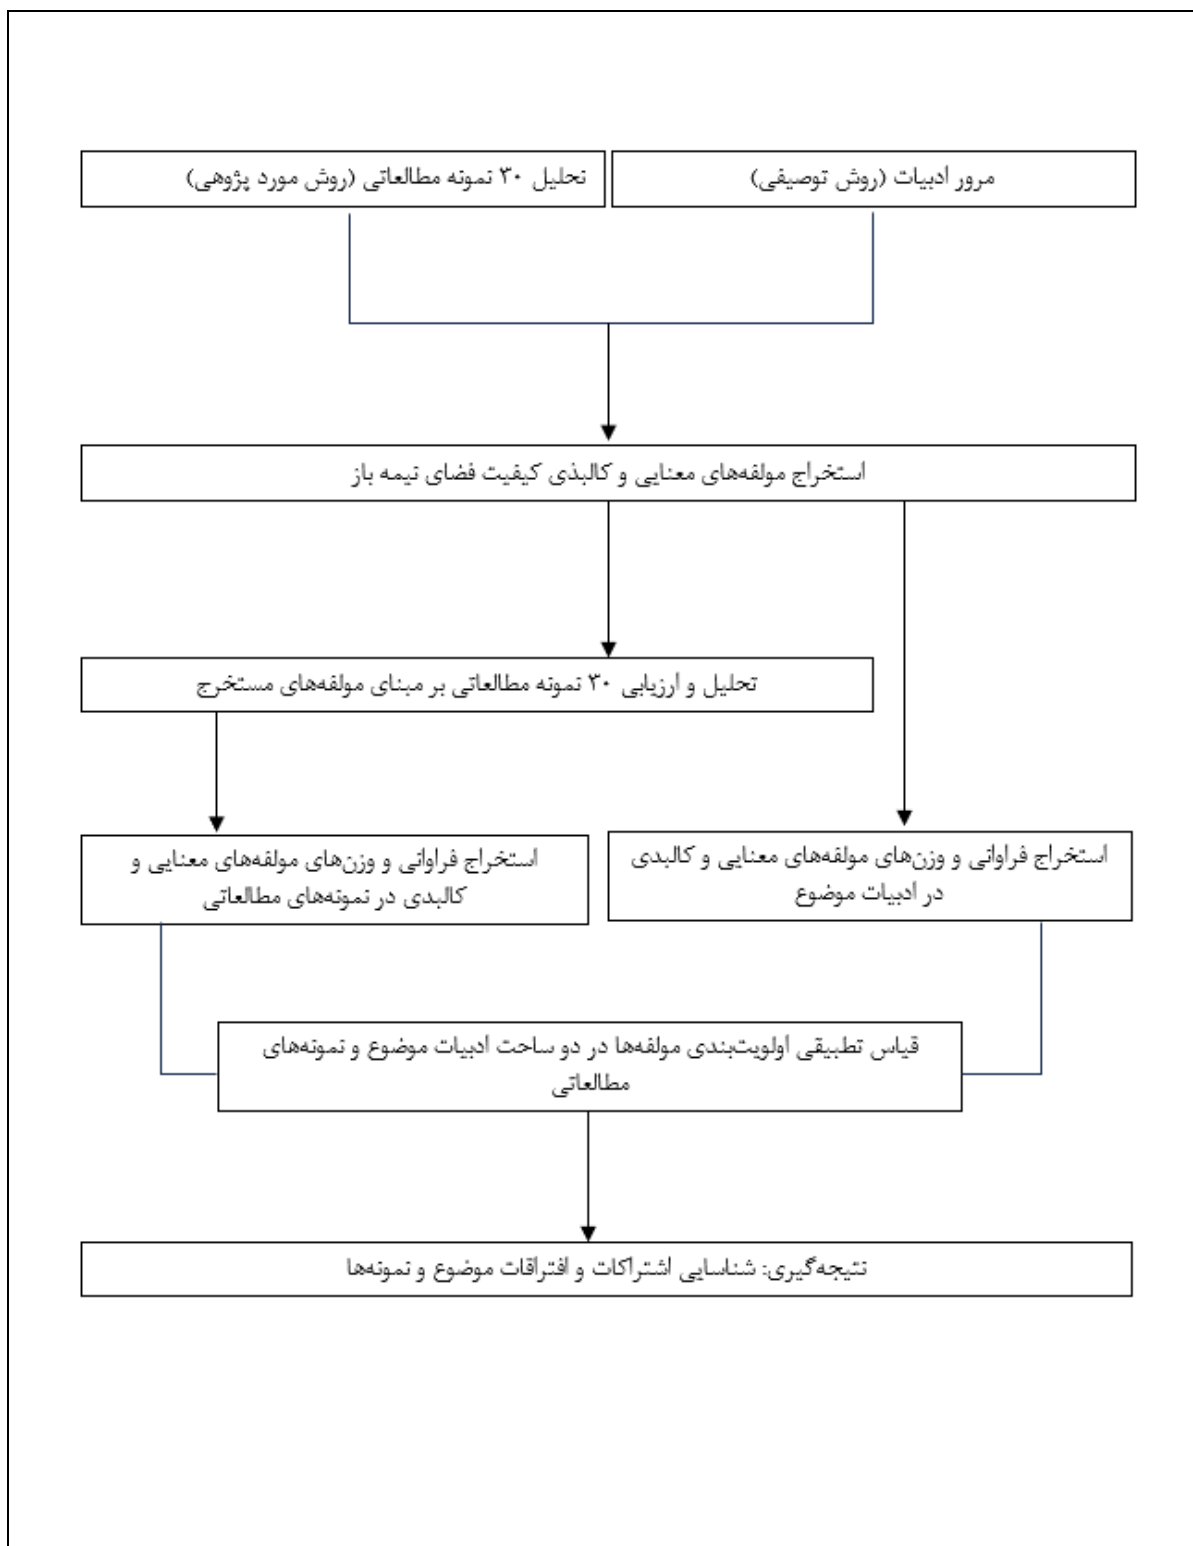 مرور ادبیات (روش توصیفی)
تحلیل ۳۰ نمونه مطالعاتی (روش مورد پژوهی)
استخراج مولفه‌های معنایی و کالبذی کیفیت فضای نیمه باز
تحلیل و ارزیابی ۳۰ نمونه مطالعاتی بر مبنای مولفه‌های مستخرج
استخراج فراوانی و وزن‌های مولفه‌های معنایی و کالبدی
در ادبیات موضوع
استخراج فراوانی و وزن‌های مولفه‌های معنایی و
کالبدی در نمونه‌های مطالعاتی
قیاس تطبیقی اولویت‌بندی مولفه‌ها در دو ساحت ادبیات موضوع و نمونه‌های
مطالعاتی
نتیجه‌گیری: شناسایی اشتراکات و افتراقات موضوع و نمونه‌ها